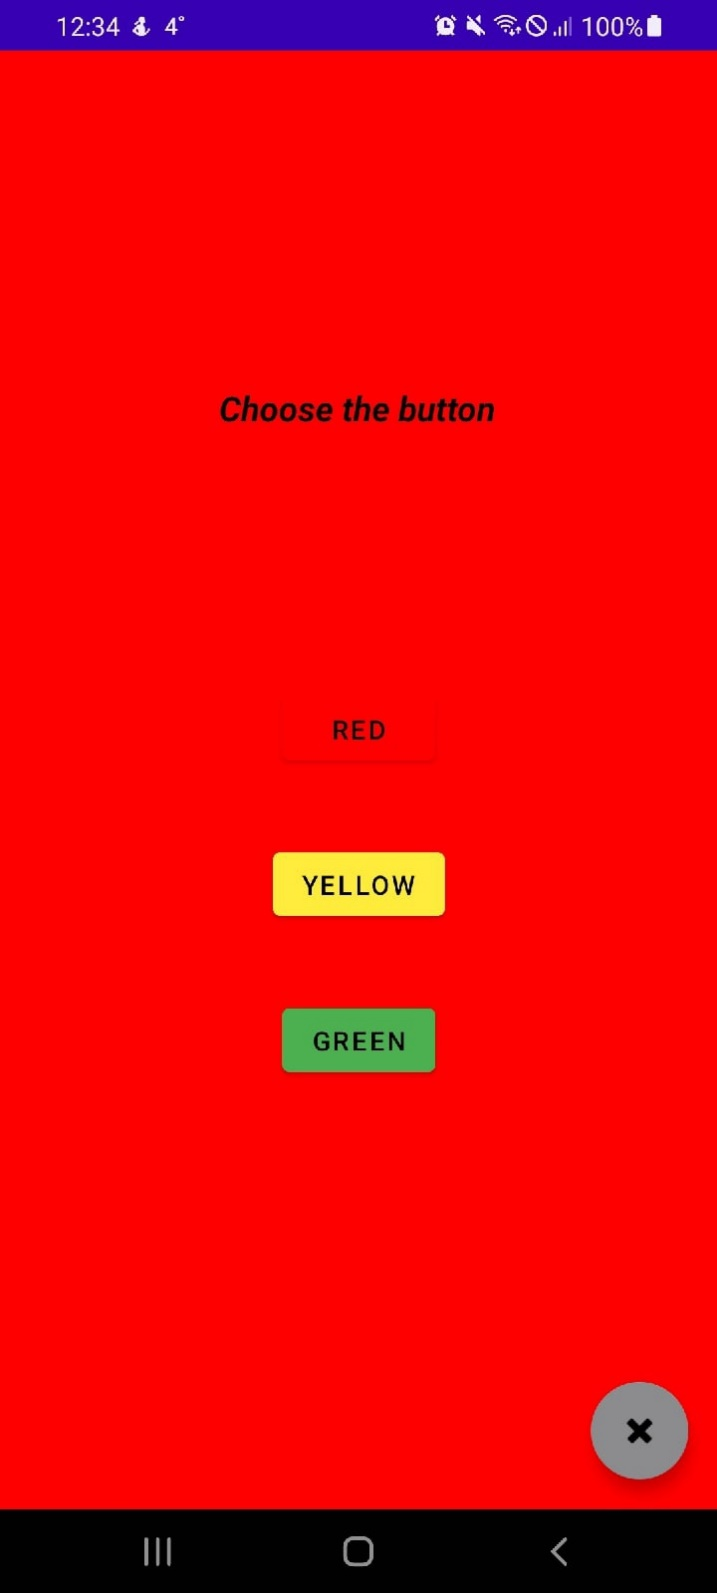 12:34 4° 100%
Choose the button
RED
YELLOW
GREEN